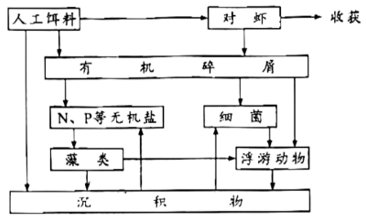 人工饵料 对虾 收获
有机碎屑
N、P等无机盐 细菌
藻类 浮游动物
沉积物